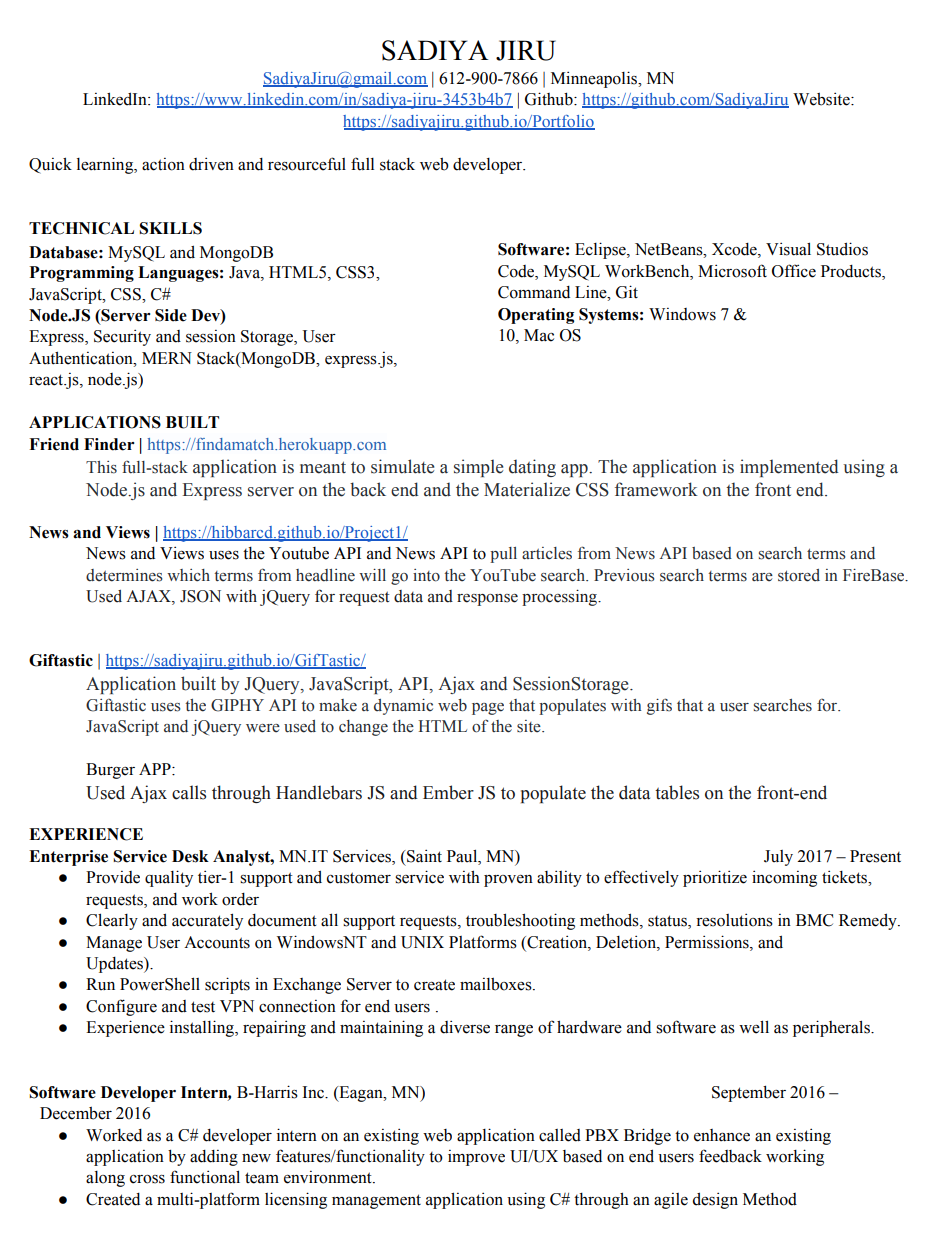 SADIYA JIRU
SadiyaJiru@gmail.com | 612-900-7866 | Minneapolis, MN
LinkedIn: https://www.linkedin.com/in/sadiya-jiru-3453b4b7 | Github: https://github.com/SadiyaJiru Website:
https://sadiyajiru.github.io/Portfolio
Quick learning, action driven and resourceful full stack web developer.
TECHNICAL SKILLS
Database: MySQL and MongoDB
Programming Languages: Java, HTML5, CSS3,
JavaScript, CSS, C#
Node.JS (Server Side Dev)
Express, Security and session Storage, User
Authentication, MERN Stack(MongoDB, express.js,
react.js, node.js)
Software: Eclipse, NetBeans, Xcode, Visual Studios
Code, MySQL WorkBench, Microsoft Office Products,
Command Line, Git
Operating Systems: Windows 7 &
10, Mac OS
APPLICATIONS BUILT
Friend Finder | https://findamatch.herokuapp.com
This full-stack application is meant to simulate a simple dating app. The application is implemented using a
Node.js and Express server on the back end and the Materialize CSS framework on the front end.
News and Views | https://hibbarcd.github.io/Project1/
News and Views uses the Youtube API and News API to pull articles from News API based on search terms and
determines which terms from headline will go into the YouTube search. Previous search terms are stored in FireBase.
Used AJAX, JSON with jQuery for request data and response processing.
Giftastic | https://sadiyajiru.github.io/GifTastic/
Application built by JQuery, JavaScript, API, Ajax and SessionStorage.
Giftastic uses the GIPHY API to make a dynamic web page that populates with gifs that a user searches for.
JavaScript and jQuery were used to change the HTML of the site.
Burger APP:
Used Ajax calls through Handlebars JS and Ember JS to populate the data tables on the front-end
EXPERIENCE
Enterprise Service Desk Analyst, MN.IT Services, (Saint Paul, MN) July 2017 – Present
● Provide quality tier-1 support and customer service with proven ability to effectively prioritize incoming tickets,
requests, and work order
● Clearly and accurately document all support requests, troubleshooting methods, status, resolutions in BMC Remedy.
● Manage User Accounts on WindowsNT and UNIX Platforms (Creation, Deletion, Permissions, and
Updates).
● Run PowerShell scripts in Exchange Server to create mailboxes.
● Configure and test VPN connection for end users .
● Experience installing, repairing and maintaining a diverse range of hardware and software as well as peripherals.
Software Developer Intern, B-Harris Inc. (Eagan, MN) September 2016 –
December 2016
● Worked as a C# developer intern on an existing web application called PBX Bridge to enhance an existing
application by adding new features/functionality to improve UI/UX based on end users feedback working
along cross functional team environment.
● Created a multi-platform licensing management application using C# through an agile design Method